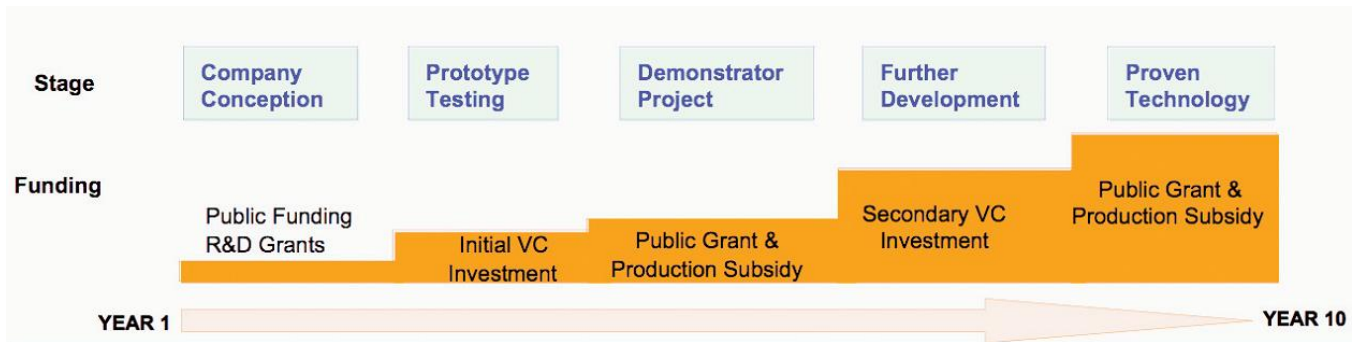 Stage
Company
Conception
Prototype
Testing
Demonstrator
Project
Further
Development
Proven
Technology
Funding
Public Funding
R&D Grants
Initial VC
Investment
Public Grant &
Production Subsidy
Secondary VC
Investment
Public Grant &
Production Subsidy
YEAR 1
YEAR 10